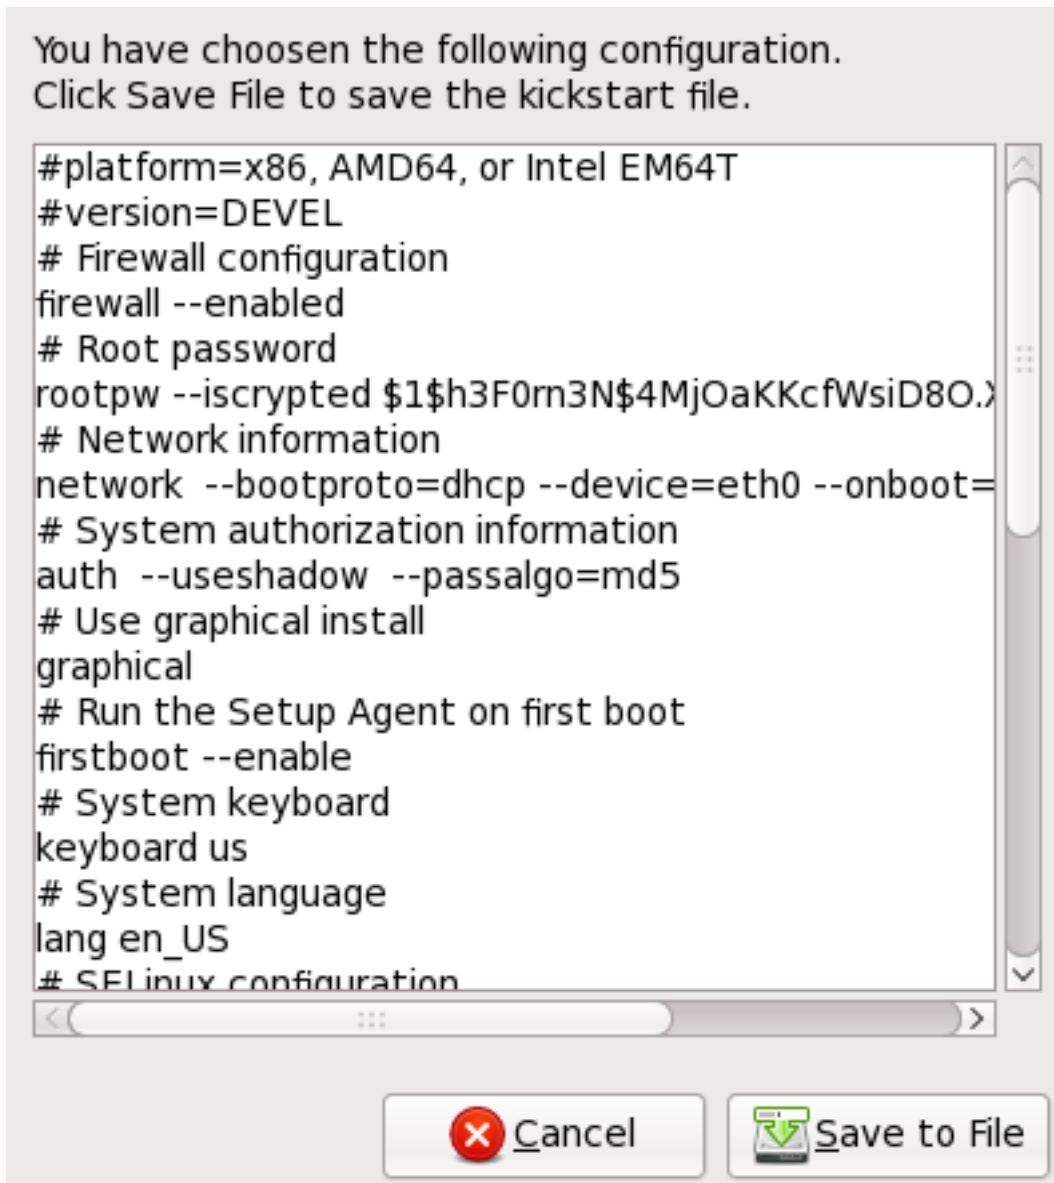 You have choosen the following configuration.
Click Save File to save the kickstart file.
#platform=x86, AMD64, or Intel EM64T
#version=DEVEL
# Firewall configuration
firewall --enabled
# Root password
rootpw --iscrypted $1$h3F0rn3N$4MjOaKKcfWsiD8O.X
# Network information
network  --bootproto=dhcp --device=eth0 --onboot=
# System authorization information
auth  --useshadow  --passalgo=md5
# Use graphical install
graphical
# Run the Setup Agent on first boot
firstboot --enable
# System keyboard
keyboard us
# System language
lang en_US
# SELinux configuration
Cancel
Save to File